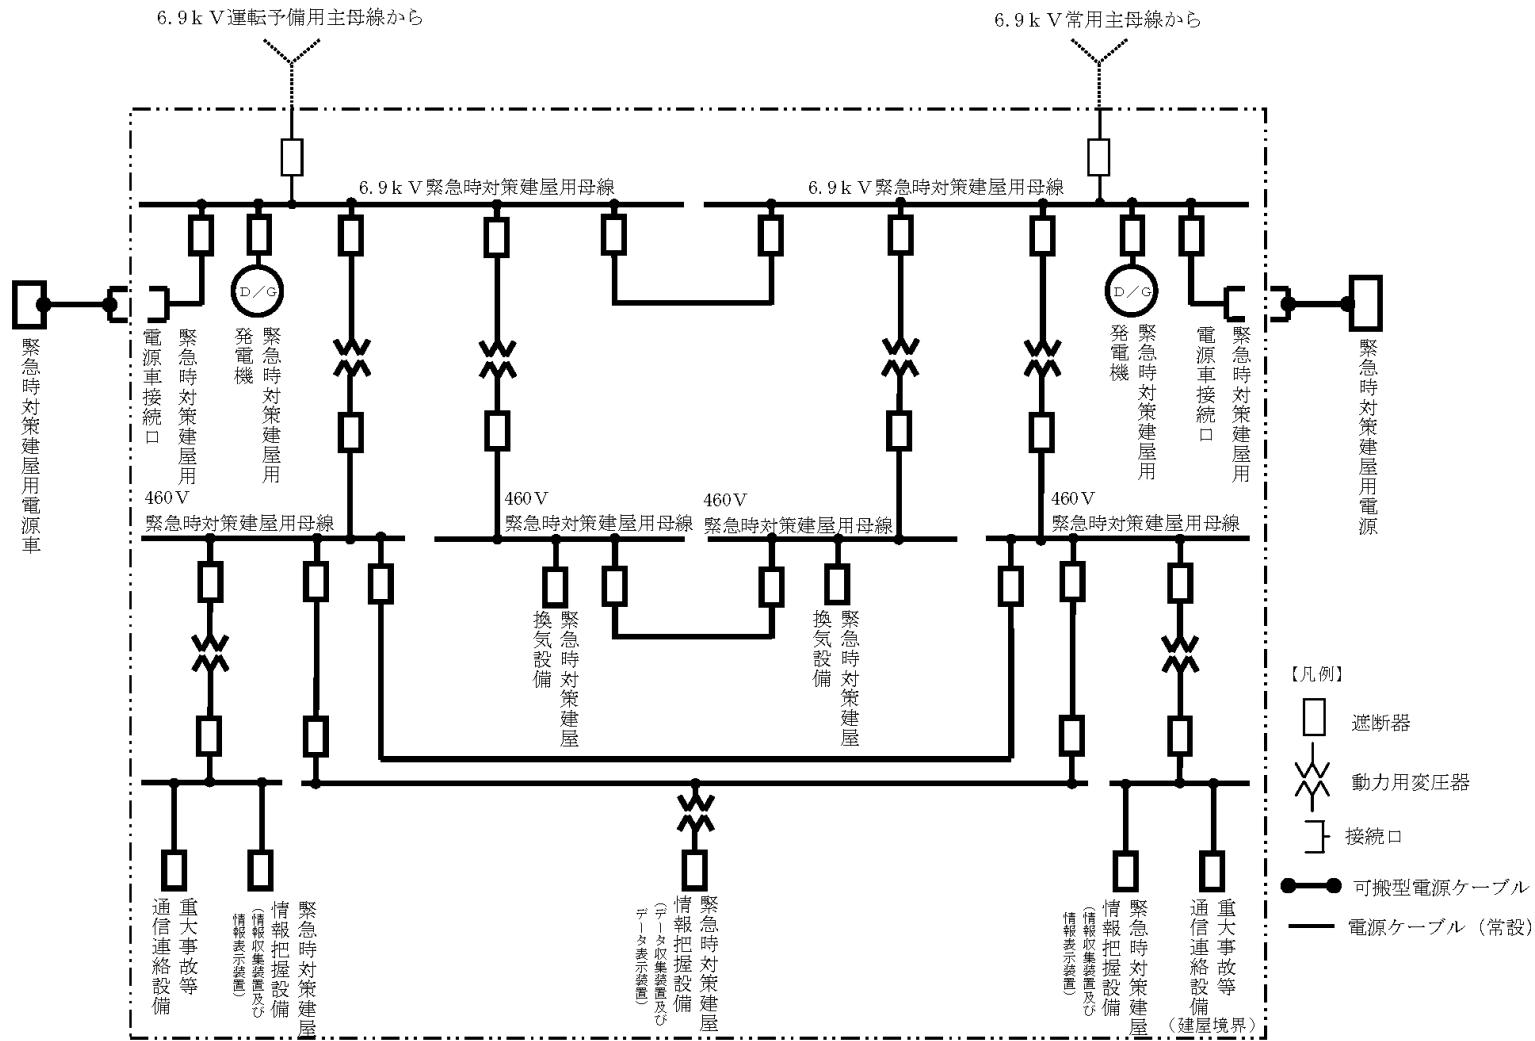 6.9kV運転予備用主母線から
6.9kV常用主母線から
6.9kV緊急時対策建屋用母線
6.9kV緊急時対策建屋用母線
D/G
D/G
緊急時対策建屋用電源車
緊急時対策建屋用
電源車接続口
緊急時対策建屋用
発電機
緊急時対策建屋用
発電機
緊急時対策建屋用
電源車接続口
緊急時対策建屋用電源
460V
緊急時対策建屋用母線
460V
緊急時対策建屋用母線
460V
緊急時対策建屋用母線
460V
緊急時対策建屋用母線
緊急時対策建屋
換気設備
緊急時対策建屋
換気設備
【凡例】
遮断器
動力用変圧器
接続口
可搬型電源ケーブル
電源ケーブル（常設）
重大事故等
通信連絡設備
緊急時対策建屋
情報把握設備
（情報収集装置及び
情報表示装置）
緊急時対策建屋
情報把握設備
（データ収集装置及び
データ表示装置）
緊急時対策建屋
情報把握設備
（情報収集装置及び
情報表示装置）
重大事故等
通信連絡設備
（建屋境界）